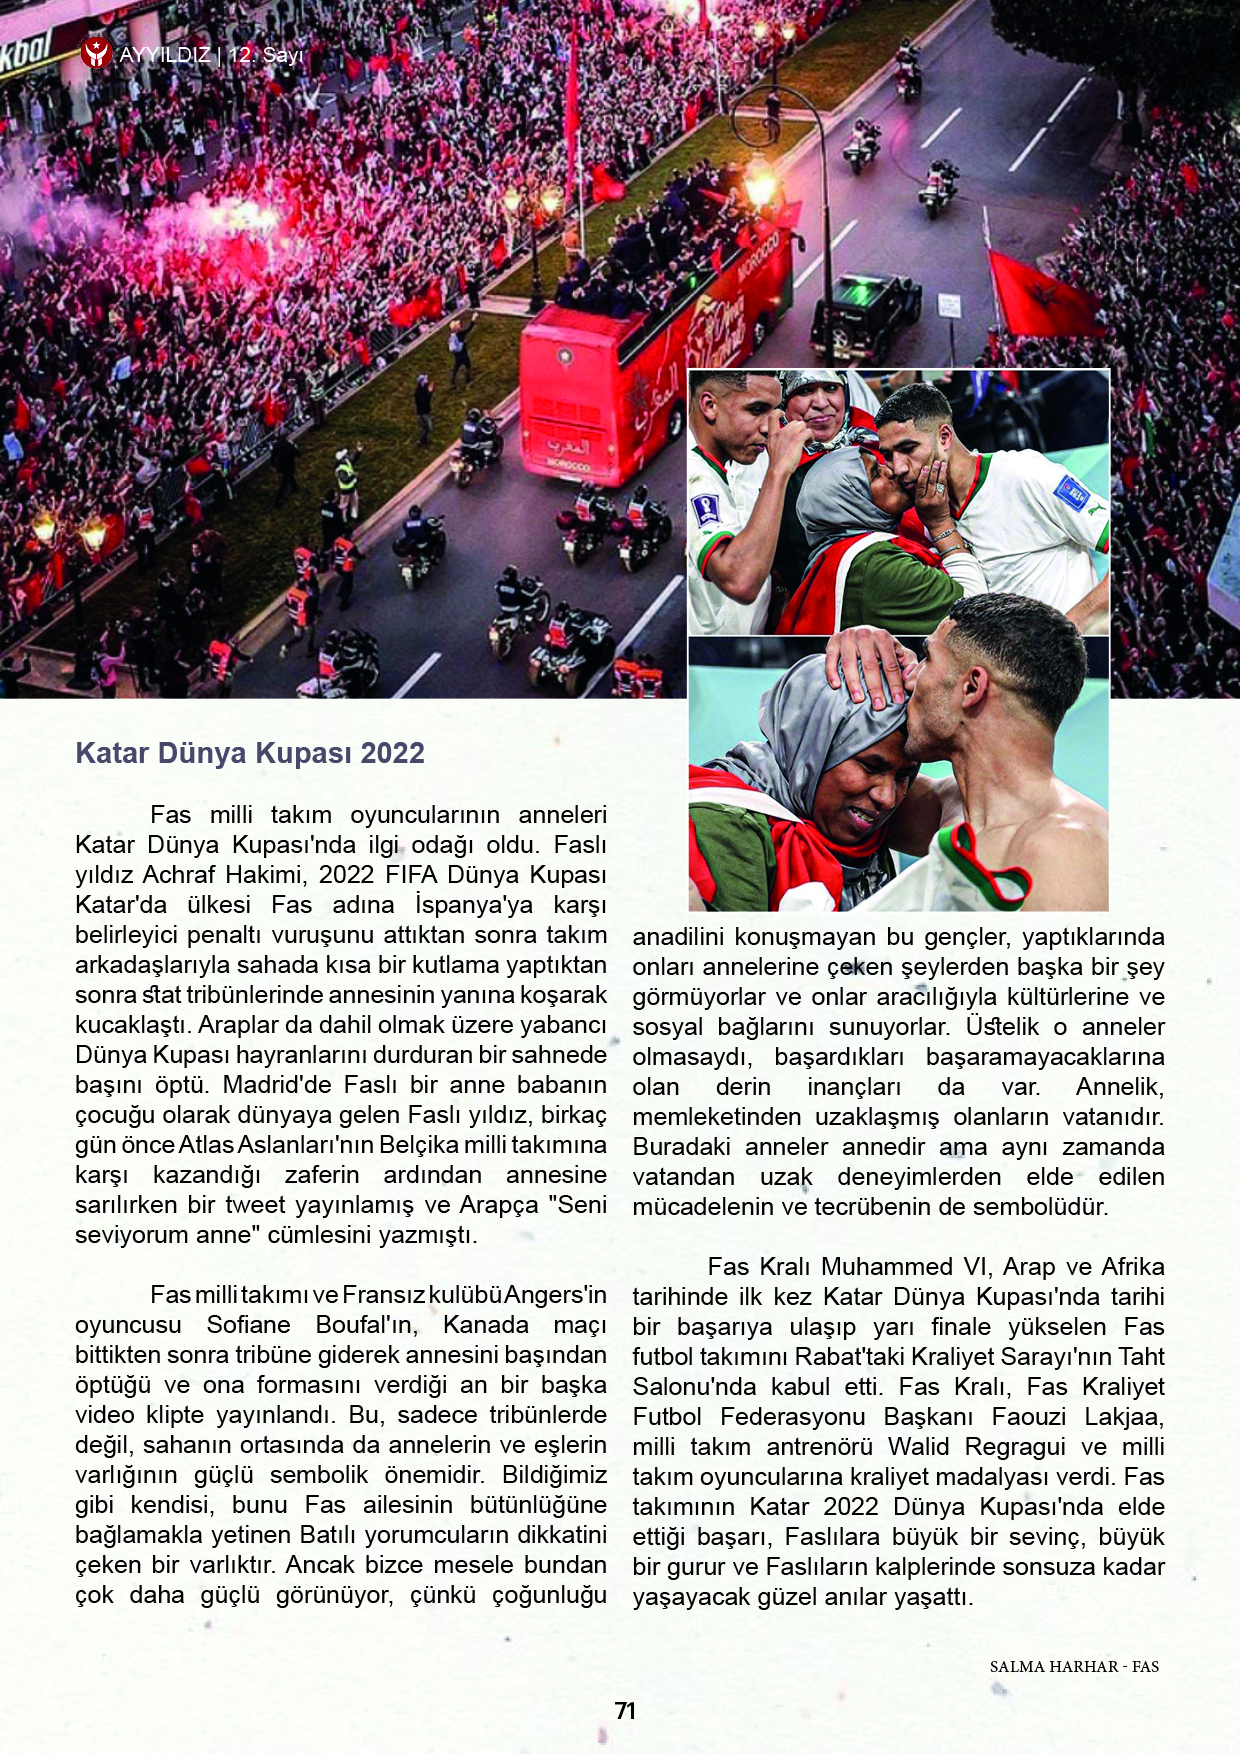 kbal
AYYILDIZ | 12. Sayı
MOROCCO
المغرب
المغرب
MOROCCO
Katar Dünya Kupası 2022
Fas milli takım oyuncularının anneleri
Katar Dünya Kupası'nda ilgi odağı oldu. Faslı
yıldız Achraf Hakimi, 2022 FIFA Dünya Kupası
Katar'da ülkesi Fas adına İspanya'ya karşı
belirleyici penaltı vuruşunu attıktan sonra takım
arkadaşlarıyla sahada kısa bir kutlama yaptıktan
sonra stat tribünlerinde annesinin yanına koşarak
kucaklaştı. Araplar da dahil olmak üzere yabancı
Dünya Kupası hayranlarını durduran bir sahnede
başını öptü. Madrid'de Faslı bir anne babanın
çocuğu olarak dünyaya gelen Faslı yıldız, birkaç
gün önce Atlas Aslanları'nın Belçika milli takımına
karşı kazandığı zaferin ardından annesine
sarılırken bir tweet yayınlamış ve Arapça "Seni
seviyorum anne" cümlesini yazmıştı.
Fas milli takımı ve Fransız kulübü Angers'in
oyuncusu Sofiane Boufal'ın, Kanada maçı
bittikten sonra tribüne giderek annesini başından
öptüğü ve ona formasını verdiği an bir başka
video klipte yayınlandı. Bu, sadece tribünlerde
değil, sahanın ortasında da annelerin ve eşlerin
varlığının güçlü sembolik önemidir. Bildiğimiz
gibi kendisi, bunu Fas ailesinin bütünlüğüne
bağlamakla yetinen Batılı yorumcuların dikkatini
çeken bir varlıktır. Ancak bizce mesele bundan
çok daha güçlü görünüyor, çünkü çoğunluğu
anadilini konuşmayan bu gençler, yaptıklarında
onları annelerine çeken şeylerden başka bir şey
görmüyorlar ve onlar aracılığıyla kültürlerine ve
sosyal bağlarını sunuyorlar. Üstelik o anneler
olmasaydı, başardıkları başaramayacaklarına
olan derin inançları da var. Annelik,
memleketinden uzaklaşmış olanların vatanıdır.
Buradaki anneler annedir ama aynı zamanda
vatandan uzak deneyimlerden elde edilen
mücadelenin ve tecrübenin de sembolüdür.
Fas Kralı Muhammed VI, Arap ve Afrika
tarihinde ilk kez Katar Dünya Kupası'nda tarihi
bir başarıya ulaşıp yarı finale yükselen Fas
futbol takımını Rabat'taki Kraliyet Sarayı'nın Taht
Salonu'nda kabul etti. Fas Kralı, Fas Kraliyet
Futbol Federasyonu Başkanı Faouzi Lakjaa,
milli takım antrenörü Walid Regragui ve milli
takım oyuncularına kraliyet madalyası verdi. Fas
takımının Katar 2022 Dünya Kupası'nda elde
ettiği başarı, Faslılara büyük bir sevinç, büyük
bir gurur ve Faslıların kalplerinde sonsuza kadar
yaşayacak güzel anılar yaşattı.
SALMA HARHAR - FAS
71